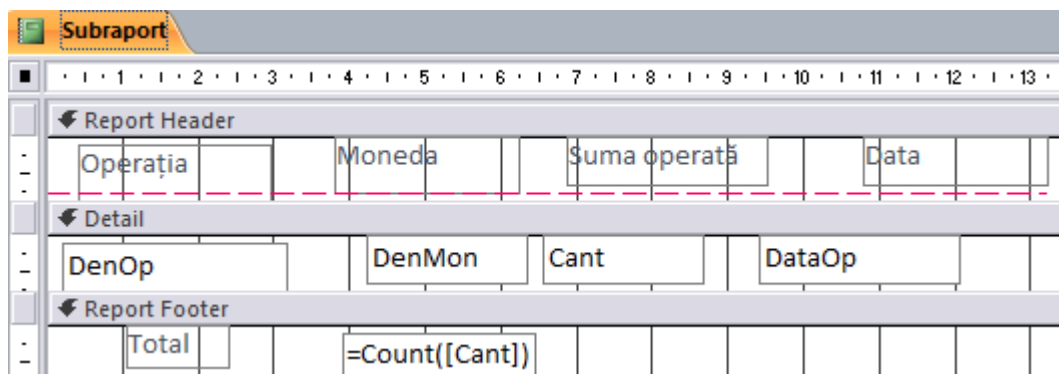 Subraport
1 2 3 4 5 6 7 8 9 10 11 12 13
Report Header
Operația Moneda Suma operată Data
Detail
DenOp DenMon Cant DataOp
Report Footer
Total =Count([Cant])